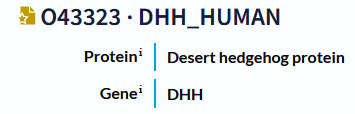 O43323 · DHH_HUMAN
Proteinⁱ Desert hedgehog protein
Geneⁱ DHH